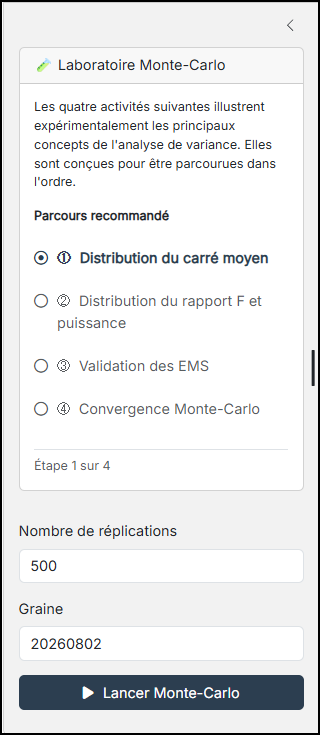 Laboratoire Monte-Carlo
Les quatre activités suivantes illustrent
expérimentalement les principaux
concepts de l'analyse de variance. Elles
sont conçues pour être parcourues dans
l'ordre.
Parcours recommandé
① Distribution du carré moyen
② Distribution du rapport F et
puissance
③ Validation des EMS
④ Convergence Monte-Carlo
Étape 1 sur 4
Nombre de réplications
500
Graine
20260802
Lancer Monte-Carlo